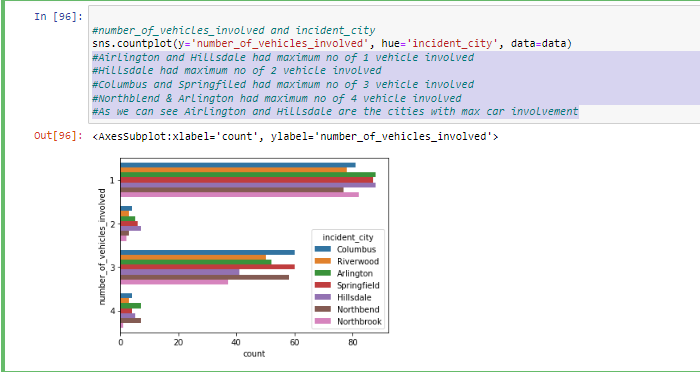 In [96]:
#number_of_vehicles_involved and incident_city
sns.countplot(y='number_of_vehicles_involved', hue='incident_city', data=data)
#Airlington and Hillsdale had maximum no of 1 vehicle involved
#Hillsdale had maximum no of 2 vehicle involved
#Columbus and Springfiled had maximum no of 3 vehicle involved
#Northblend & Arlington had maximum no of 4 vehicle involved
#As we can see Airlington and Hillsdale are the cities with max car involvement
Out[96]: <AxesSubplot:xlabel='count', ylabel='number_of_vehicles_involved'>
number_of_vehicles_involved
1
2
3
4
incident_city
Columbus
Riverwood
Arlington
Springfield
Hillsdale
Northbend
Northbrook
0 20 40 60 80
count